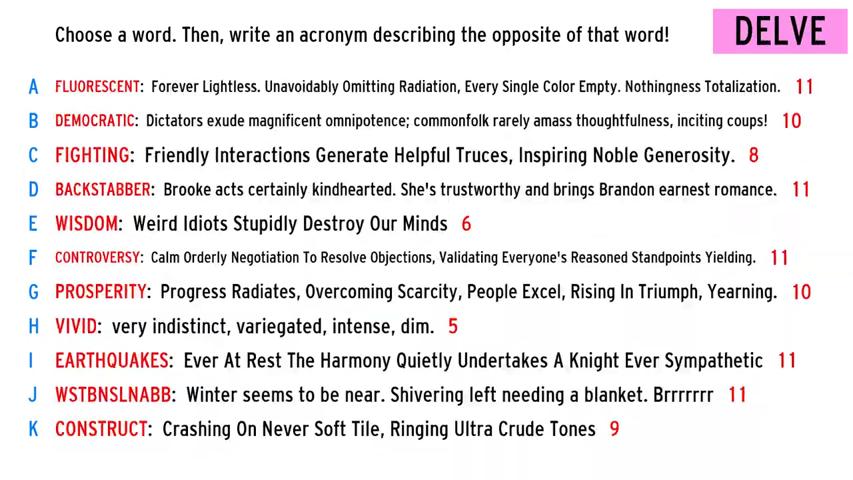 Choose a word. Then, write an acronym describing the opposite of that word!
DELVE
A FLUORESCENT: Forever Lightless. Unavoidably Omitting Radiation, Every Single Color Empty. Nothingness Totalization. 11
B DEMOCRATIC: Dictators exude magnificent omnipotence; commonfolk rarely amass thoughtfulness, inciting coups! 10
C FIGHTING: Friendly Interactions Generate Helpful Truces, Inspiring Noble Generosity. 8
D BACKSTABBER: Brooke acts certainly kindhearted. She's trustworthy and brings Brandon earnest romance. 11
E WISDOM: Weird Idiots Stupidly Destroy Our Minds 6
F CONTROVERSY: Calm Orderly Negotiation To Resolve Objections, Validating Everyone's Reasoned Standpoints Yielding. 11
G PROSPERITY: Progress Radiates, Overcoming Scarcity, People Excel, Rising In Triumph, Yearning. 10
H VIVID: very indistinct, variegated, intense, dim. 5
I EARTHQUAKES: Ever At Rest The Harmony Quietly Undertakes A Knight Ever Sympathetic 11
J WSTBNSLNABB: Winter seems to be near. Shivering left needing a blanket. Brrrrrrr 11
K CONSTRUCT: Crashing On Never Soft Tile, Ringing Ultra Crude Tones 9